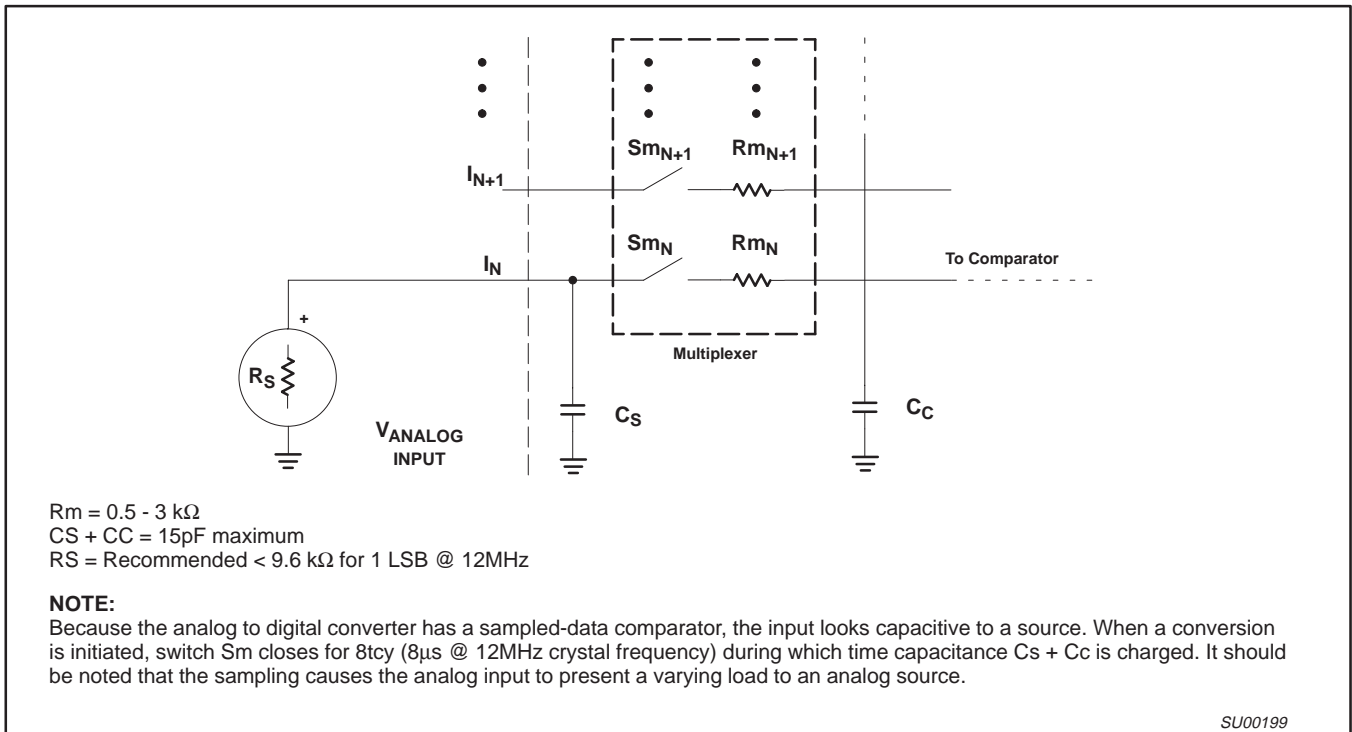 Sm<sub>N+1</sub> Rm<sub>N+1</sub>
I<sub>N+1</sub>
Sm<sub>N</sub> Rm<sub>N</sub>
I<sub>N</sub>
To Comparator
+
Multiplexer
R<sub>S</sub>
C<sub>S</sub>
C<sub>C</sub>
V<sub>ANALOG</sub>
INPUT
Rm = 0.5 - 3 kΩ
CS + CC = 15pF maximum
RS = Recommended < 9.6 kΩ for 1 LSB @ 12MHz
NOTE:
Because the analog to digital converter has a sampled-data comparator, the input looks capacitive to a source. When a conversion
is initiated, switch Sm closes for 8tcy (8μs @ 12MHz crystal frequency) during which time capacitance Cs + Cc is charged. It should
be noted that the sampling causes the analog input to present a varying load to an analog source.
SU00199